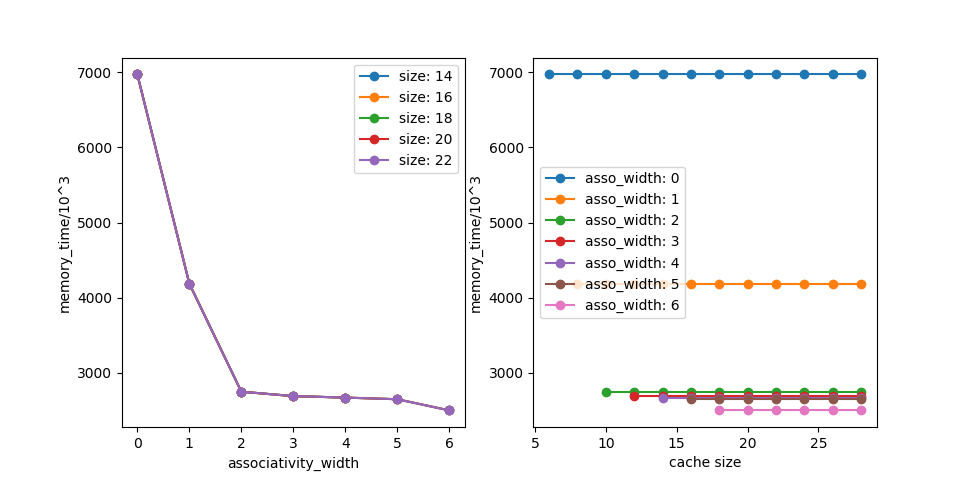 7000
6000
5000
4000
3000
memory_time/10^3
size: 14
size: 16
size: 18
size: 20
size: 22
0 1 2 3 4 5 6
associativity_width
7000
6000
5000
4000
3000
memory_time/10^3
asso_width: 0
asso_width: 1
asso_width: 2
asso_width: 3
asso_width: 4
asso_width: 5
asso_width: 6
5 10 15 20 25
cache size